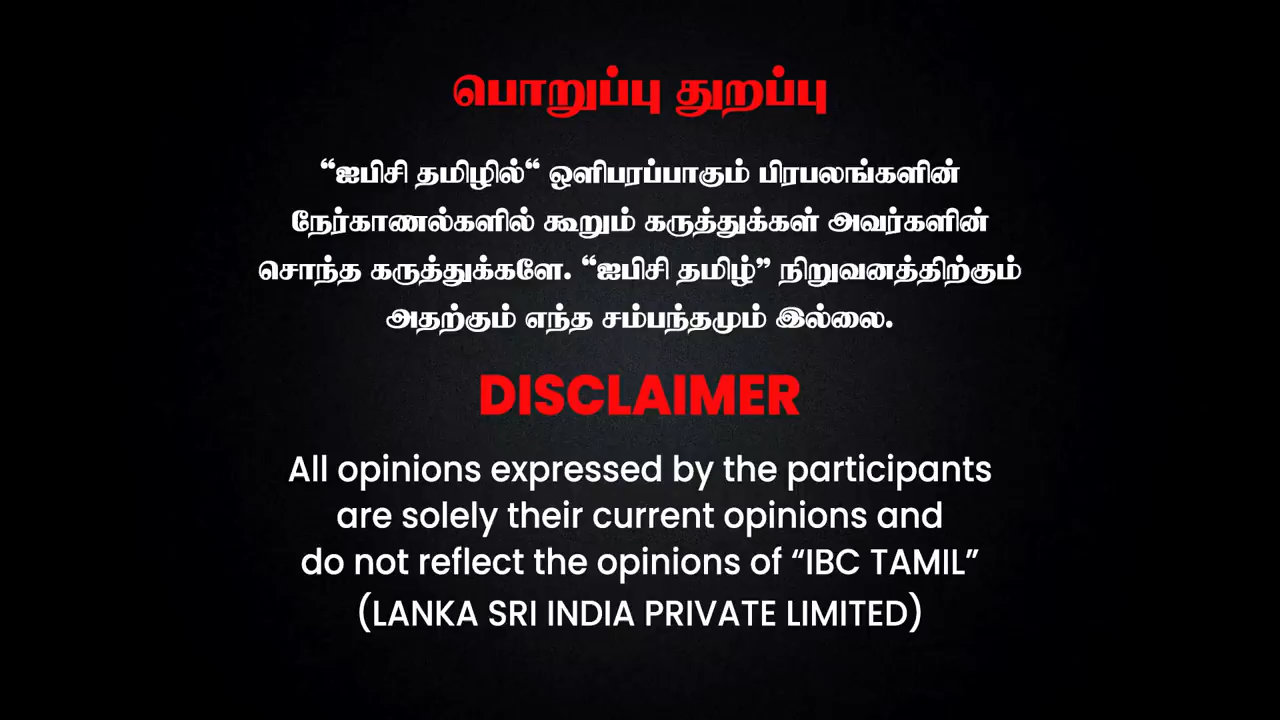 பொறுப்பு துறப்பு
“ஐபிசி தமிழில்“ ஒளிபரப்பாகும் பிரபலங்களின்
நேர்காணல்களில் கூறும் கருத்துக்கள் அவர்களின்
சொந்த கருத்துக்களே. “ஐபிசி தமிழ்” நிறுவனத்திற்கும்
அதற்கும் எந்த சம்பந்தமும் இல்லை.
DISCLAIMER
All opinions expressed by the participants
are solely their current opinions and
do not reflect the opinions of “IBC TAMIL”
(LANKA SRI INDIA PRIVATE LIMITED)